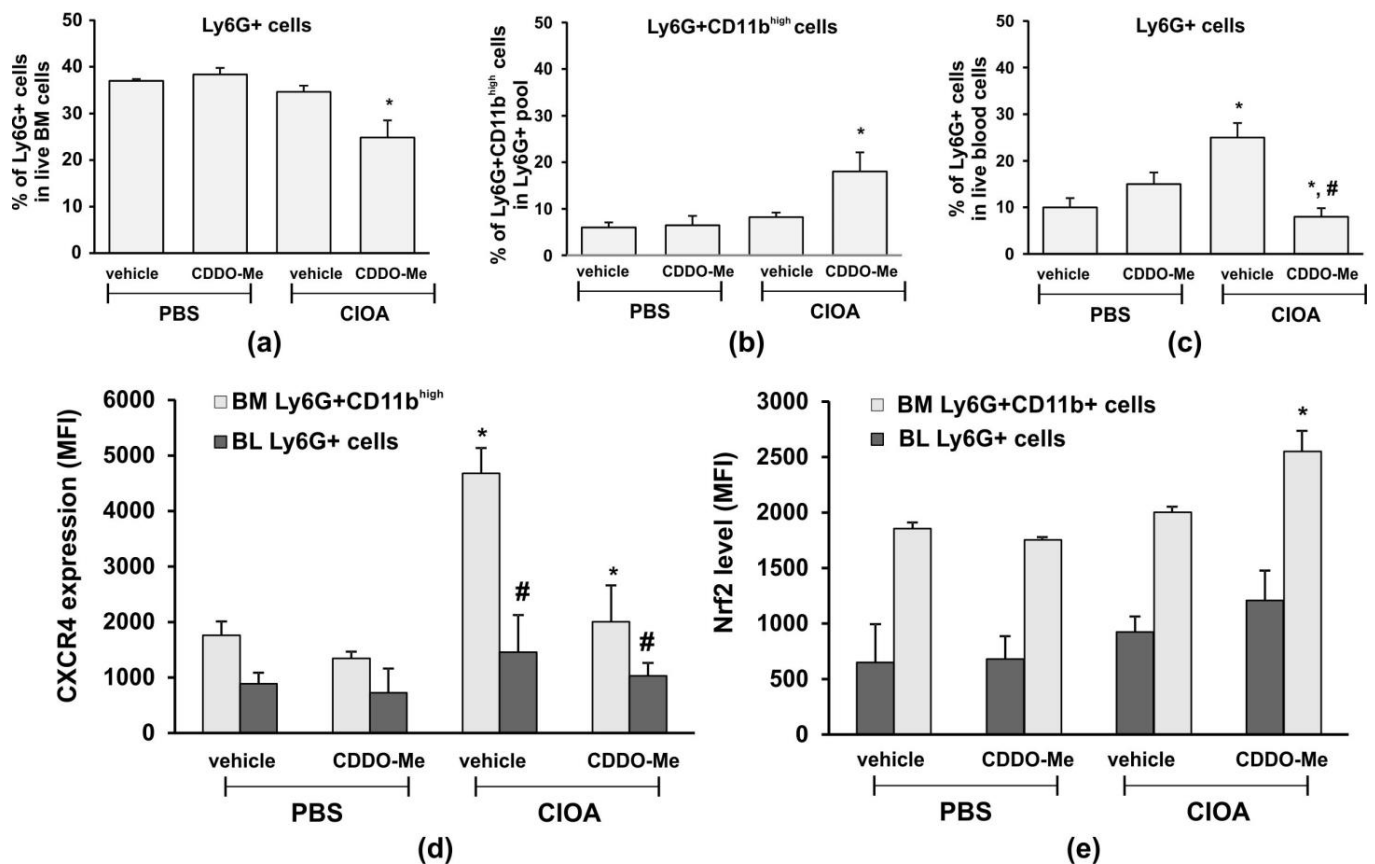 Ly6G+ cells
% of Ly6G+ cells
in live BM cells
50
40
30
20
10
0
*
vehicle CDDO-Me vehicle CDDO-Me
PBS CIOA
(a)
Ly6G+CD11b^high cells
% of Ly6G+CD11b^high cells
in Ly6G+ pool
50
40
30
20
10
0
*
vehicle CDDO-Me vehicle CDDO-Me
PBS CIOA
(b)
Ly6G+ cells
% of Ly6G+ cells
in live blood cells
50
40
30
20
10
0
*
*, #
vehicle CDDO-Me vehicle CDDO-Me
PBS CIOA
(c)
CXCR4 expression (MFI)
6000
5000
4000
3000
2000
1000
0
BM Ly6G+CD11b^high
BL Ly6G+ cells
*
#
*
#
vehicle CDDO-Me vehicle CDDO-Me
PBS CIOA
(d)
Nrf2 level (MFI)
3000
2500
2000
1500
1000
500
0
BM Ly6G+CD11b+ cells
BL Ly6G+ cells
*
vehicle CDDO-Me vehicle CDDO-Me
PBS CIOA
(e)